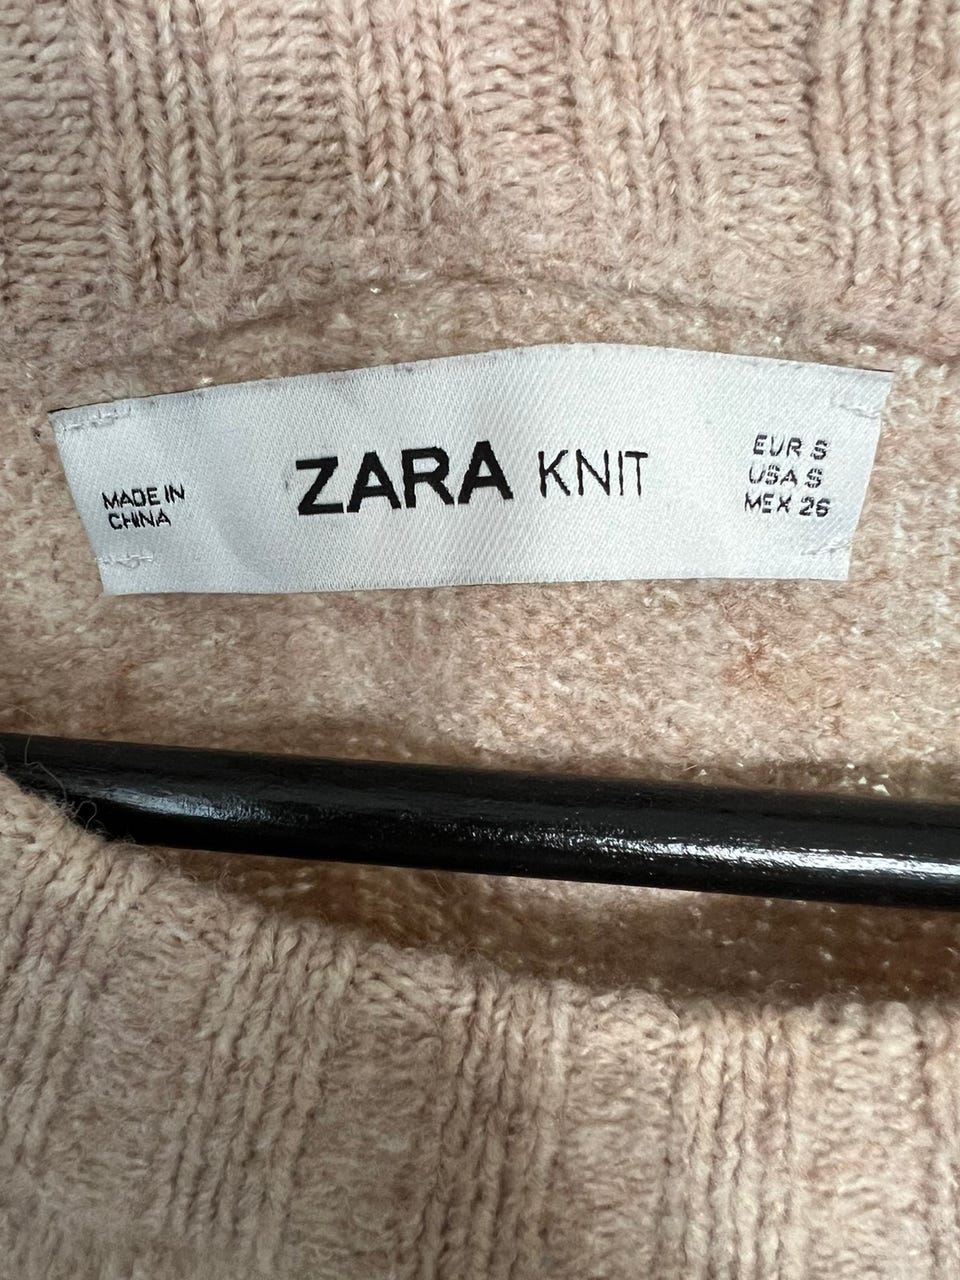 MADE IN
CHINA
ZARA KNIT
EUR S
USA S
MEX 26